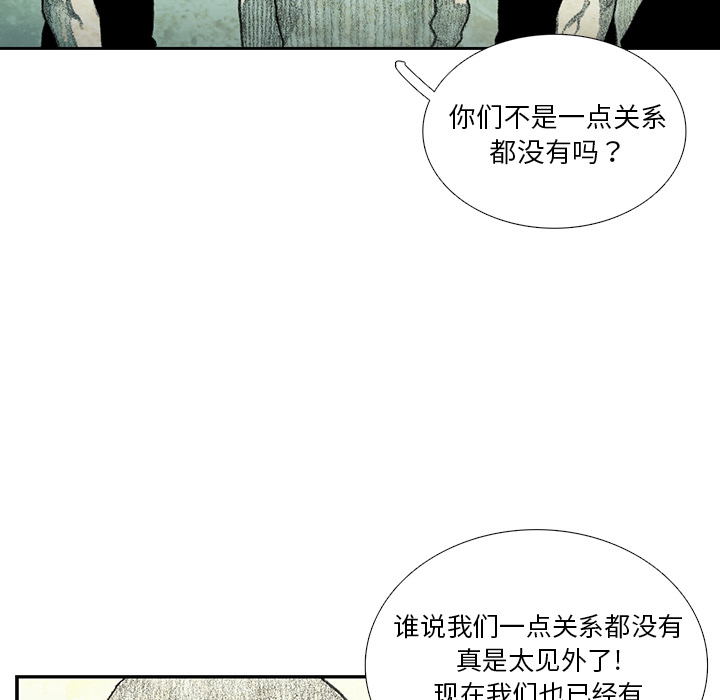 你们不是一点关系
都没有吗？
谁说我们一点关系都没有
真是太见外了!
现在我们也已经有